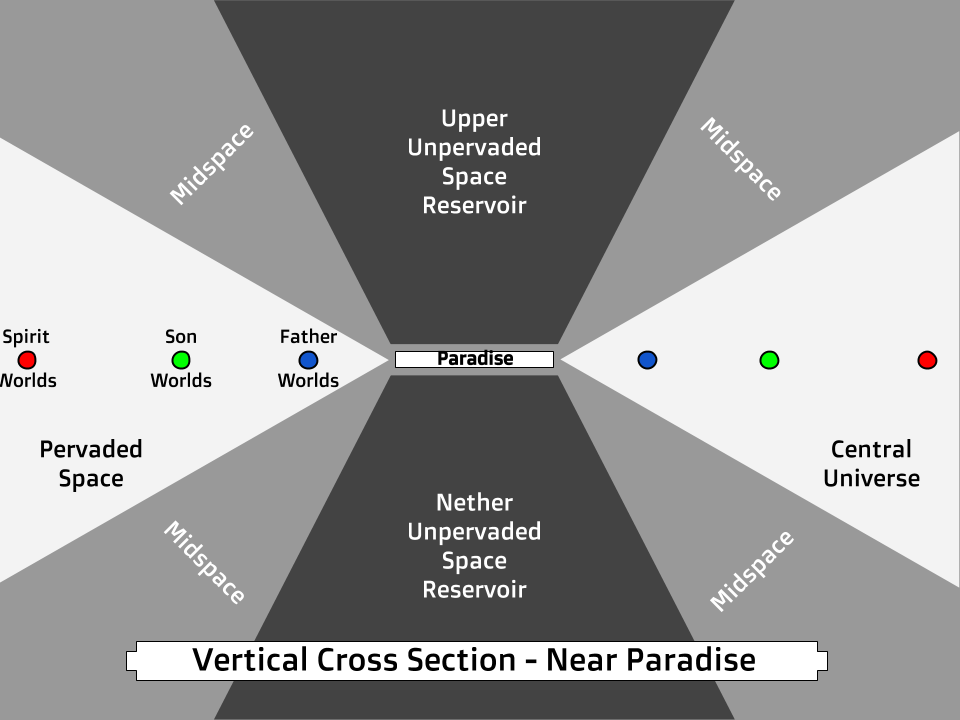 Upper
Unpervaded
Space
Reservoir
Midspace
Midspace
Spirit
Worlds
Son
Worlds
Father
Worlds
Paradise
Pervaded
Space
Central
Universe
Nether
Unpervaded
Space
Reservoir
Midspace
Midspace
Vertical Cross Section - Near Paradise